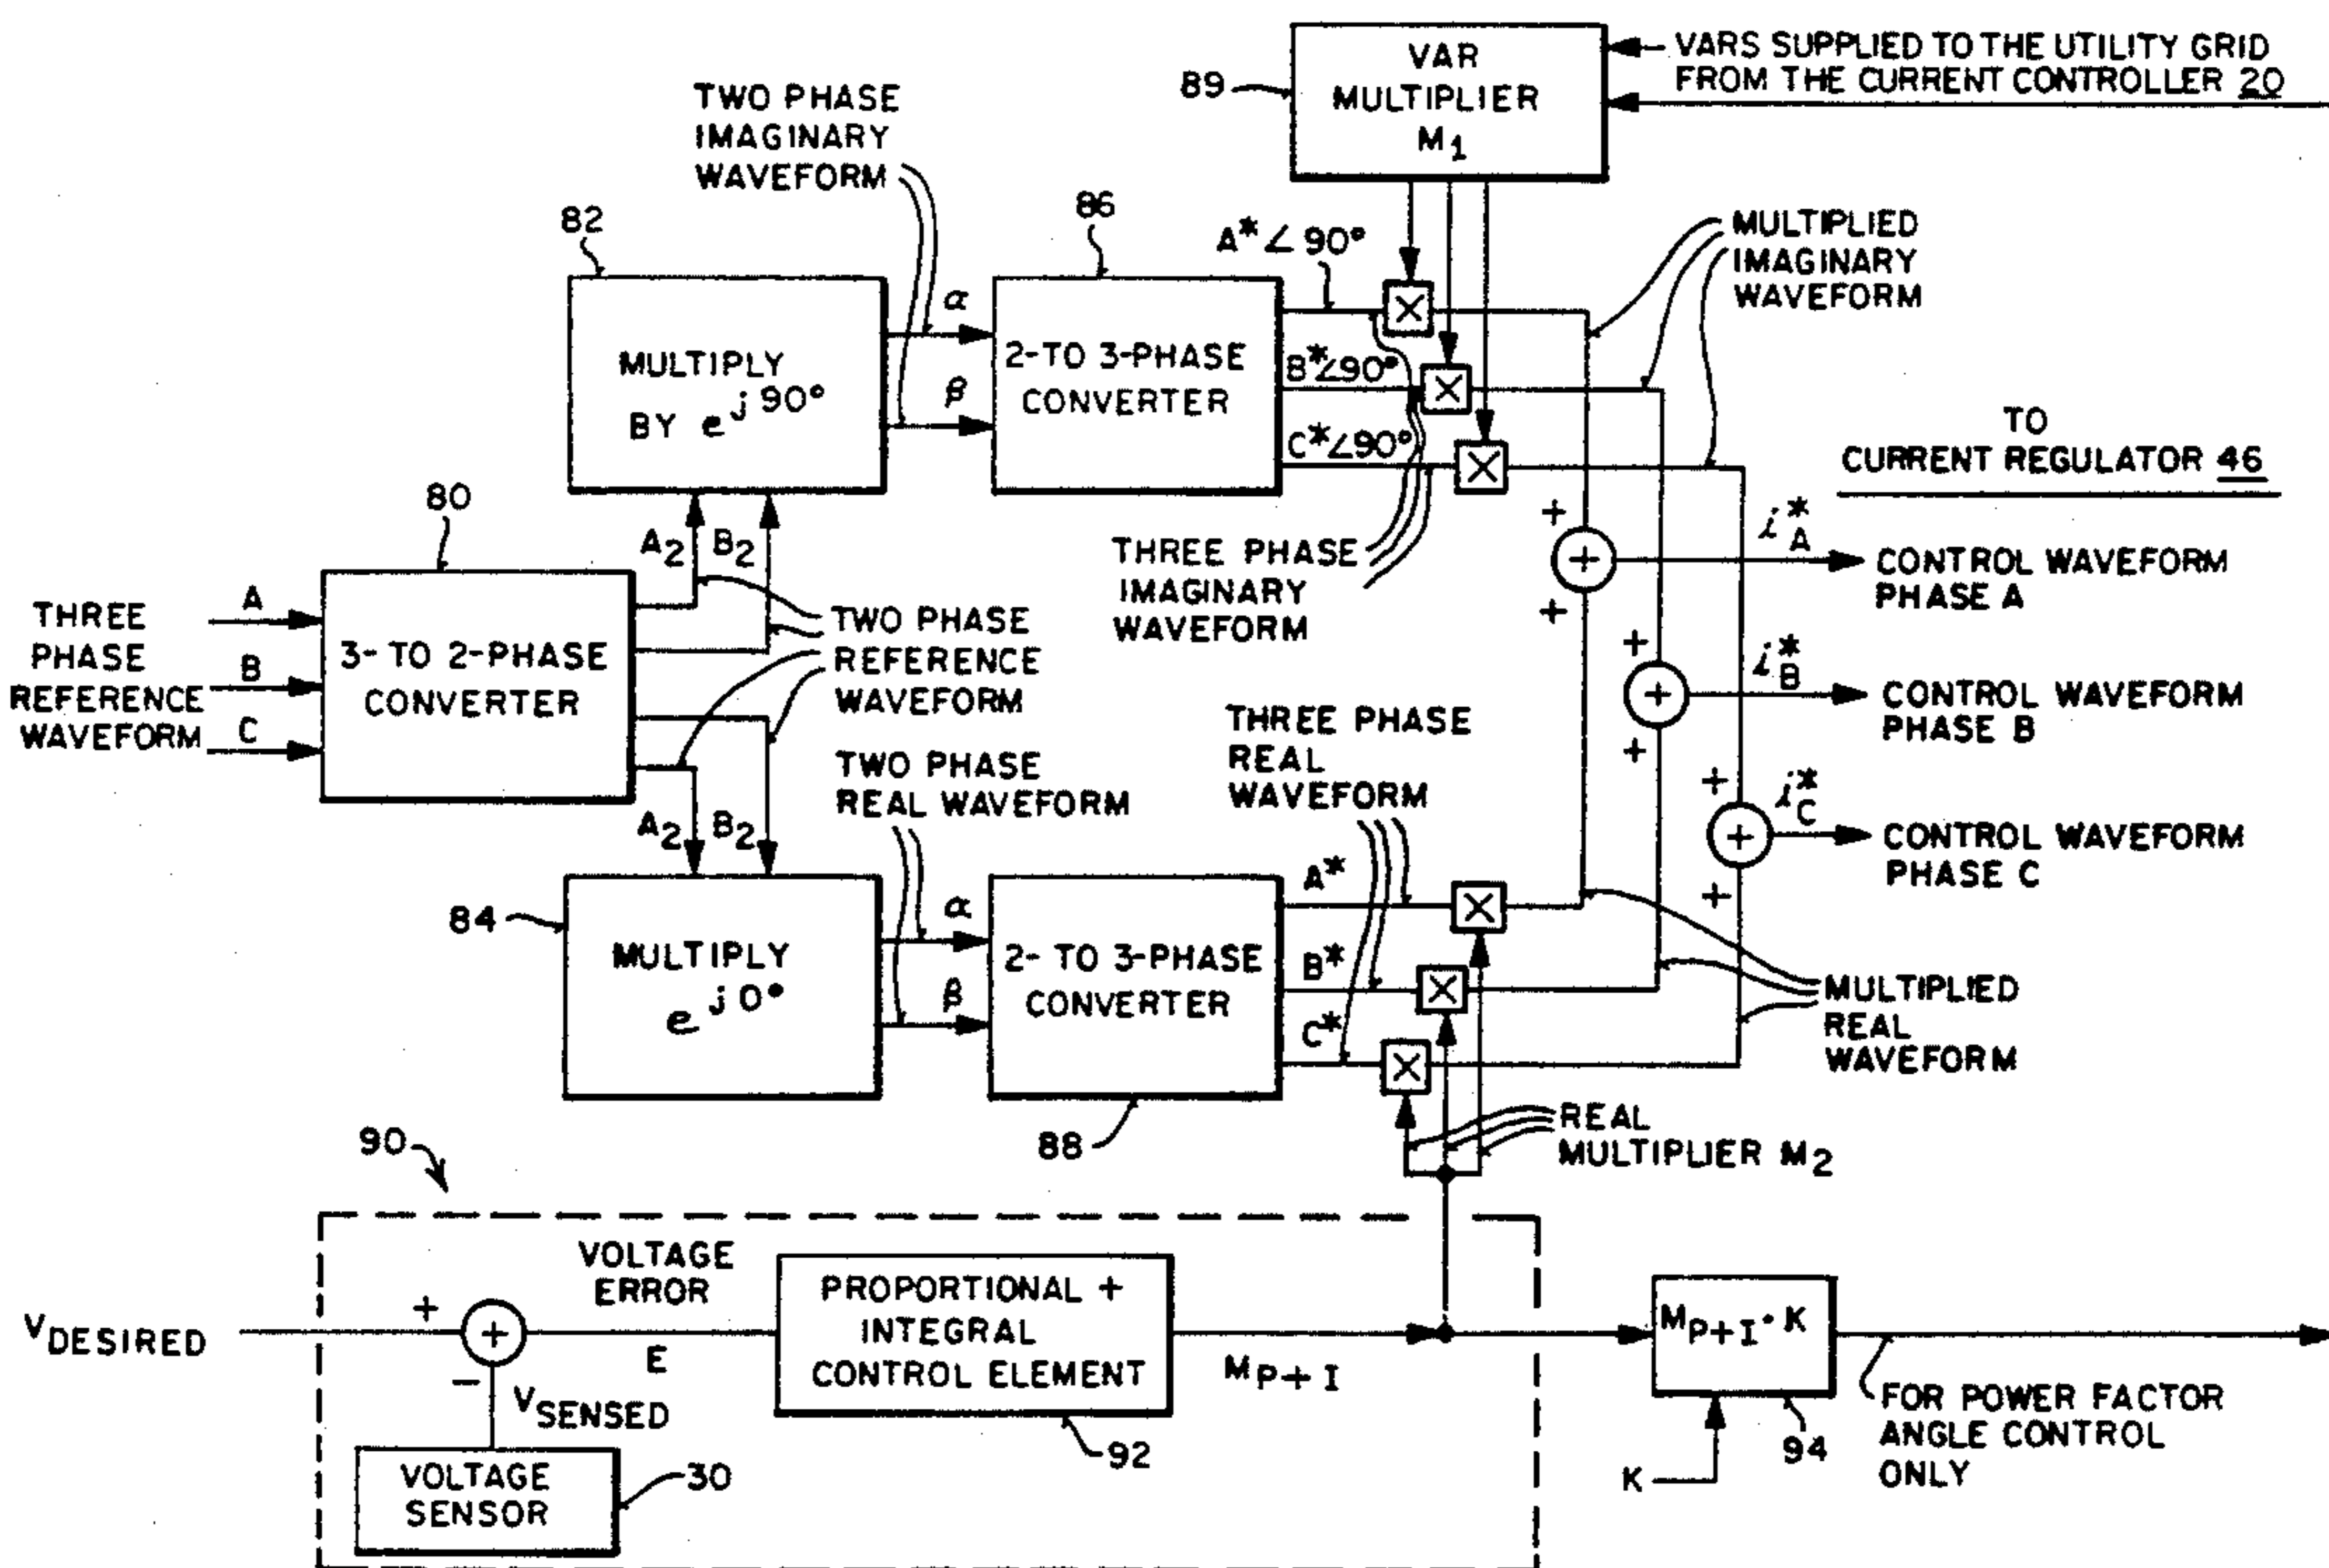 VAR
MULTIPLIER
M1
89
VARS SUPPLIED TO THE UTILITY GRID
FROM THE CURRENT CONTROLLER 20
TWO PHASE
IMAGINARY
WAVEFORM
82
86
A*∠90°
MULTIPLIED
IMAGINARY
WAVEFORM
MULTIPLY
BY e^j90°
α
β
2-TO 3-PHASE
CONVERTER
B*∠90°
C*∠90°
TO
CURRENT REGULATOR 46
80
A2 B2
THREE PHASE
IMAGINARY
WAVEFORM
+
+
+
i*A
CONTROL WAVEFORM
PHASE A
THREE
PHASE
REFERENCE
WAVEFORM
A
B
C
3- TO 2-PHASE
CONVERTER
TWO PHASE
REFERENCE
WAVEFORM
+
+
+
i*B
CONTROL WAVEFORM
PHASE B
THREE PHASE
REAL
WAVEFORM
TWO PHASE
REAL WAVEFORM
A2 B2
+
+
+
i*C
CONTROL WAVEFORM
PHASE C
84
MULTIPLY
e^j0°
α
β
2- TO 3-PHASE
CONVERTER
A*
B*
C*
MULTIPLIED
REAL
WAVEFORM
88
REAL
MULTIPLIER M2
90
VDESIRED
+
+
−
VSENSED
VOLTAGE
ERROR
E
PROPORTIONAL +
INTEGRAL
CONTROL ELEMENT
92
MP+I
MP+I·K
K
94
FOR POWER FACTOR
ANGLE CONTROL
ONLY
VOLTAGE
SENSOR
30